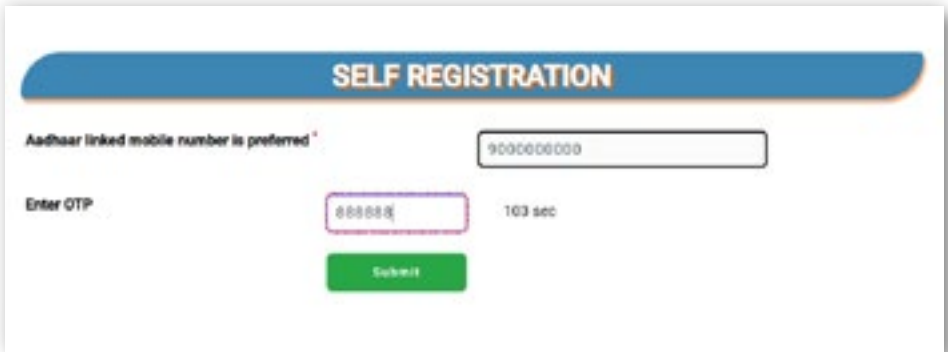 SELF REGISTRATION
Aadhaar linked mobile number is preferred *
9000000000
Enter OTP
888888
103 sec
Submit